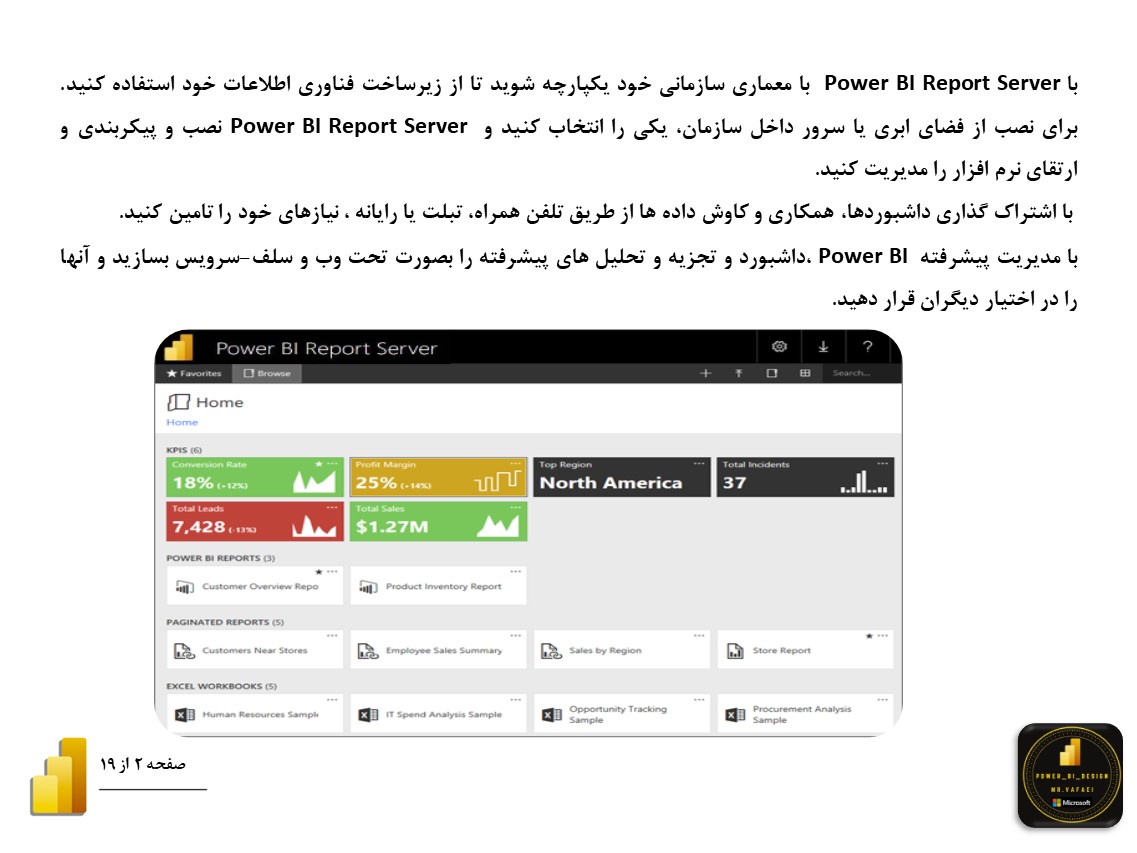 با Power BI Report Server با معماری سازمانی خود یکپارچه شوید تا از زیرساخت فناوری اطلاعات خود استفاده کنید.
برای نصب از فضای ابری یا سرور داخل سازمان، یکی را انتخاب کنید و Power BI Report Server نصب و پیکربندی و
ارتقای نرم افزار را مدیریت کنید.
با اشتراک گذاری داشبوردها، همکاری و کاوش داده ها از طریق تلفن همراه، تبلت یا رایانه ، نیازهای خود را تامین کنید.
با مدیریت پیشرفته Power BI ،داشبورد و تجزیه و تحلیل های پیشرفته را بصورت تحت وب و سلف-سرویس بسازید و آنها
را در اختیار دیگران قرار دهید.
Power BI Report Server ?
Favorites Browse Search...
Home
Home
KPIS (6)
Conversion Rate Profit Margin Top Region Total Incidents
18% (+12%) 25% (+14%) North America 37
Total Leads Total Sales
7,428 (-13%) $1.27M
POWER BI REPORTS (3)
Customer Overview Repo Product Inventory Report
PAGINATED REPORTS (5)
Customers Near Stores Employee Sales Summary Sales by Region Store Report
EXCEL WORKBOOKS (5)
Human Resources Sample IT Spend Analysis Sample Opportunity Tracking Sample Procurement Analysis Sample
صفحه ۲ از ۱۹
POWER_BI_DESIGN
MR.VAFAEI
Microsoft